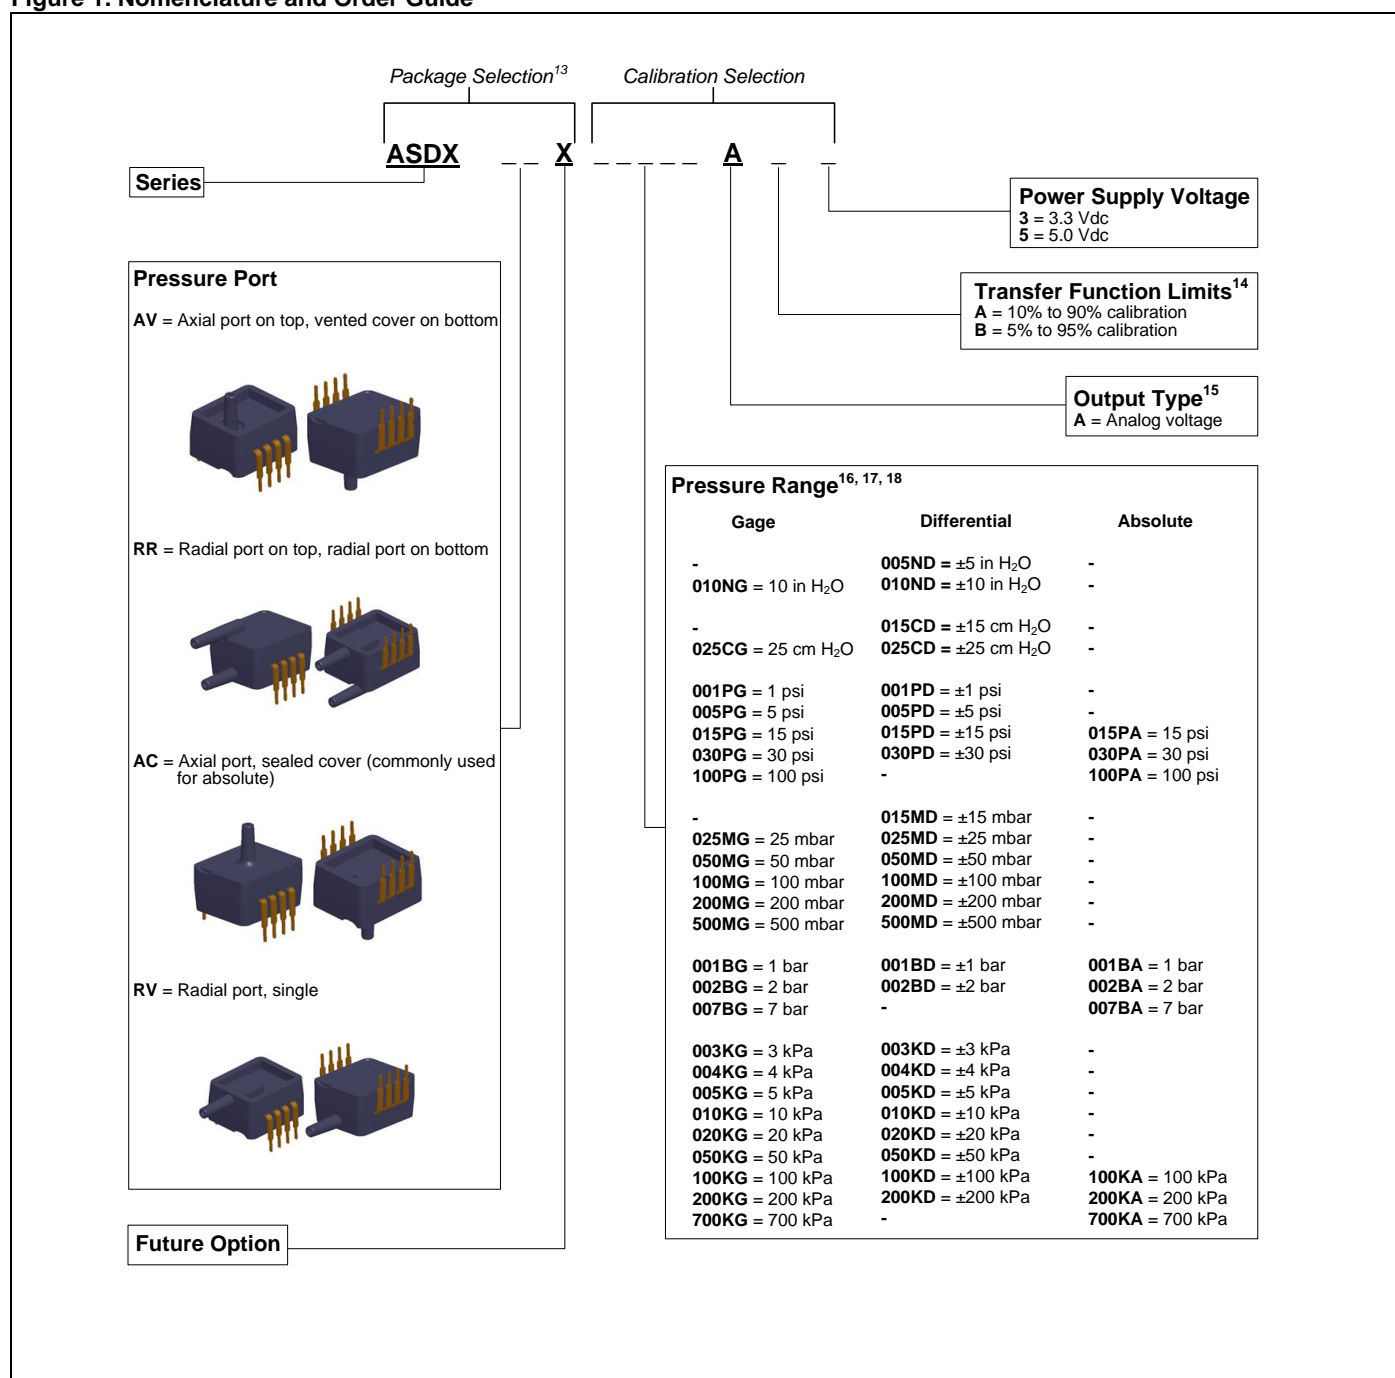 Figure 1. Nomenclature and Order Guide
Package Selection13
Calibration Selection
ASDX _ _ X _ _ _ _ _ A _ _
Series
Power Supply Voltage
3 = 3.3 Vdc
5 = 5.0 Vdc
Transfer Function Limits14
A = 10% to 90% calibration
B = 5% to 95% calibration
Output Type15
A = Analog voltage
Pressure Port
AV = Axial port on top, vented cover on bottom
RR = Radial port on top, radial port on bottom
AC = Axial port, sealed cover (commonly used
for absolute)
RV = Radial port, single
Future Option
Pressure Range16, 17, 18
Gage Differential Absolute
- 005ND = ±5 in H2O -
010NG = 10 in H2O 010ND = ±10 in H2O -
- 015CD = ±15 cm H2O -
025CG = 25 cm H2O 025CD = ±25 cm H2O -
001PG = 1 psi 001PD = ±1 psi -
005PG = 5 psi 005PD = ±5 psi -
015PG = 15 psi 015PD = ±15 psi 015PA = 15 psi
030PG = 30 psi 030PD = ±30 psi 030PA = 30 psi
100PG = 100 psi - 100PA = 100 psi
- 015MD = ±15 mbar -
025MG = 25 mbar 025MD = ±25 mbar -
050MG = 50 mbar 050MD = ±50 mbar -
100MG = 100 mbar 100MD = ±100 mbar -
200MG = 200 mbar 200MD = ±200 mbar -
500MG = 500 mbar 500MD = ±500 mbar -
001BG = 1 bar 001BD = ±1 bar 001BA = 1 bar
002BG = 2 bar 002BD = ±2 bar 002BA = 2 bar
007BG = 7 bar - 007BA = 7 bar
003KG = 3 kPa 003KD = ±3 kPa -
004KG = 4 kPa 004KD = ±4 kPa -
005KG = 5 kPa 005KD = ±5 kPa -
010KG = 10 kPa 010KD = ±10 kPa -
020KG = 20 kPa 020KD = ±20 kPa -
050KG = 50 kPa 050KD = ±50 kPa -
100KG = 100 kPa 100KD = ±100 kPa 100KA = 100 kPa
200KG = 200 kPa 200KD = ±200 kPa 200KA = 200 kPa
700KG = 700 kPa - 700KA = 700 kPa